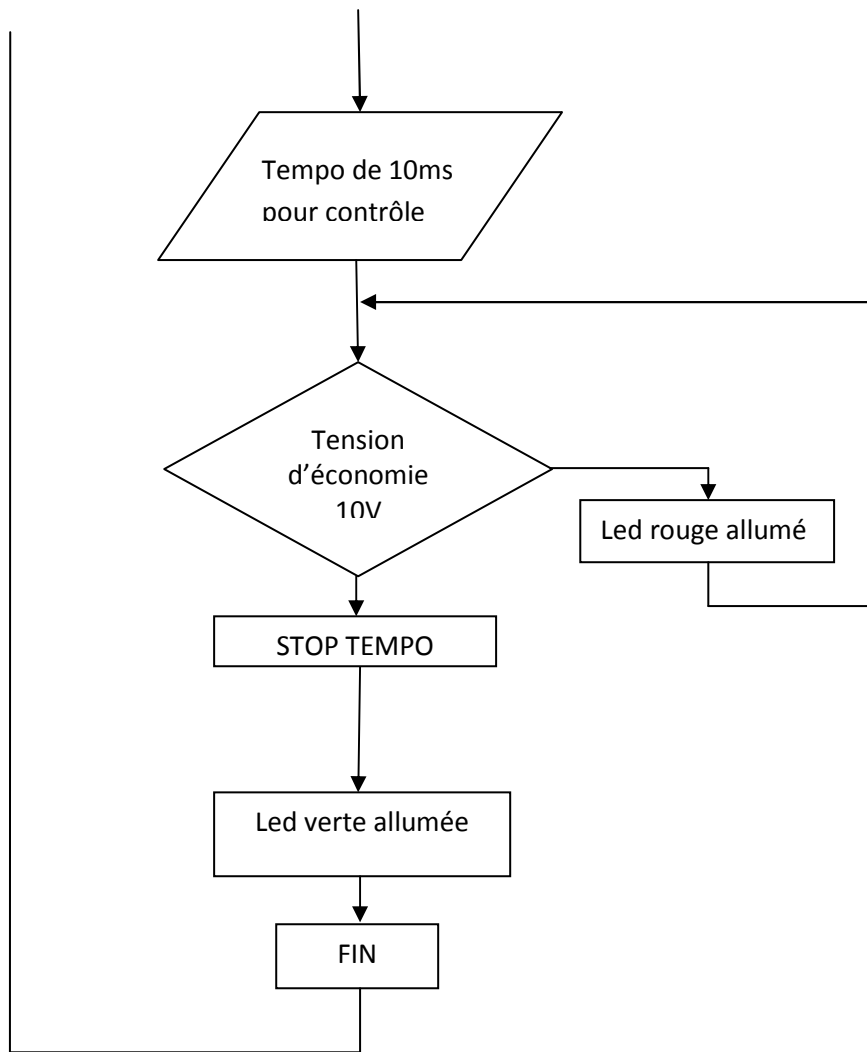 Tempo de 10ms
pour contrôle
Tension
d’économie
10V
Led rouge allumé
STOP TEMPO
Led verte allumée
FIN